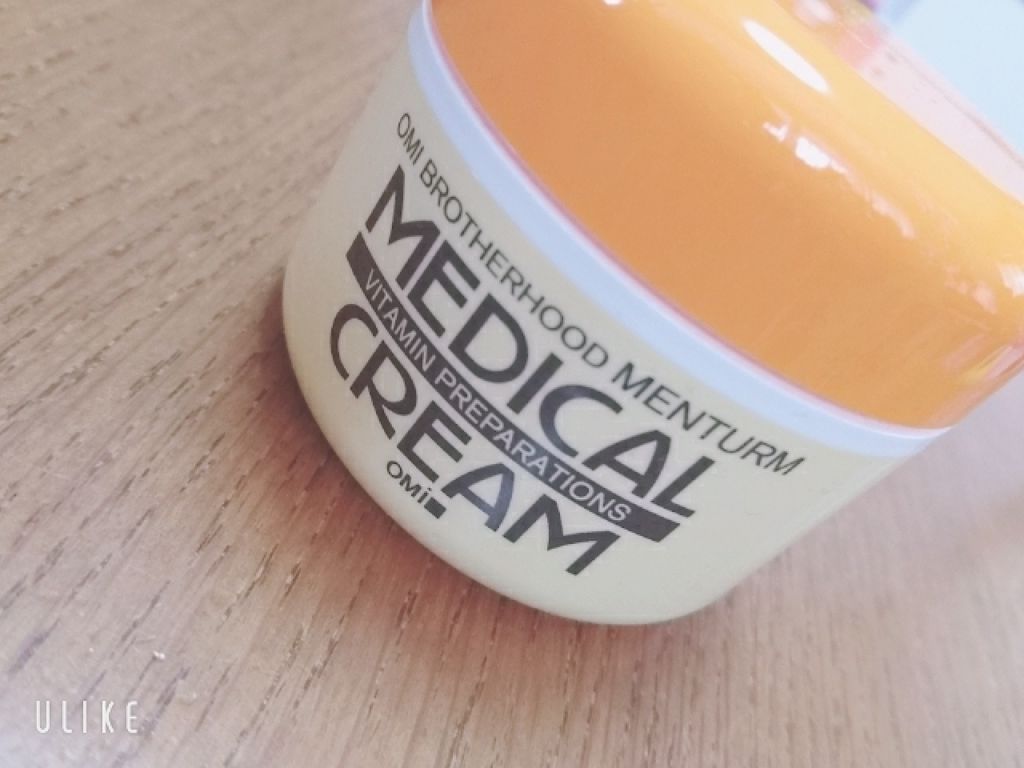 OMI BROTHERHOOD MENTURM
MEDICAL
VITAMIN PREPARATIONS
CREAM
OMi
ULIKE